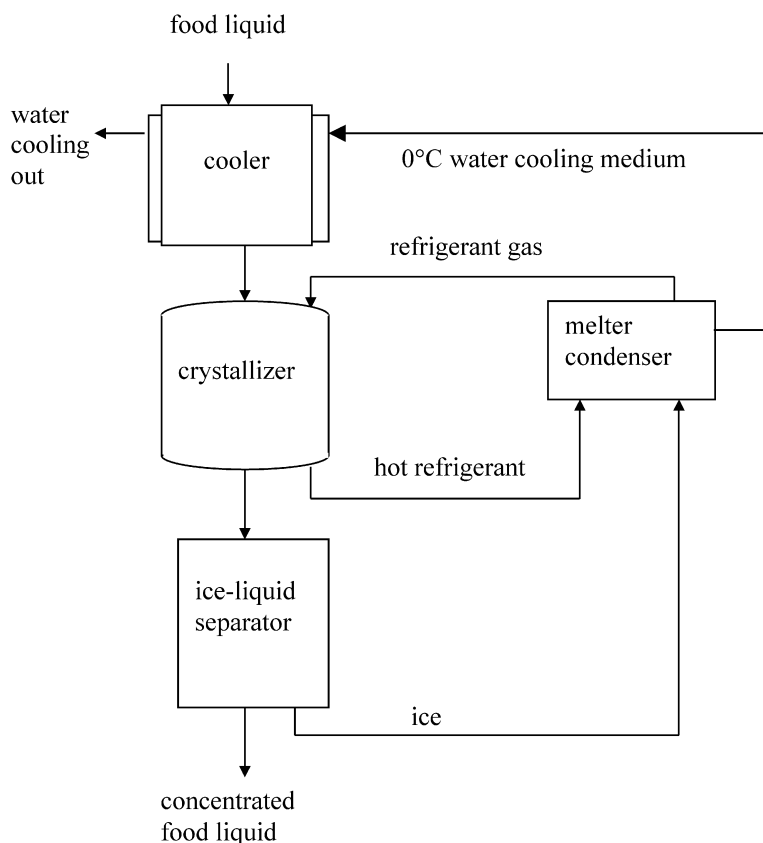 food liquid
water
cooling
out
cooler
0°C water cooling medium
refrigerant gas
melter
condenser
crystallizer
hot refrigerant
ice-liquid
separator
ice
concentrated
food liquid